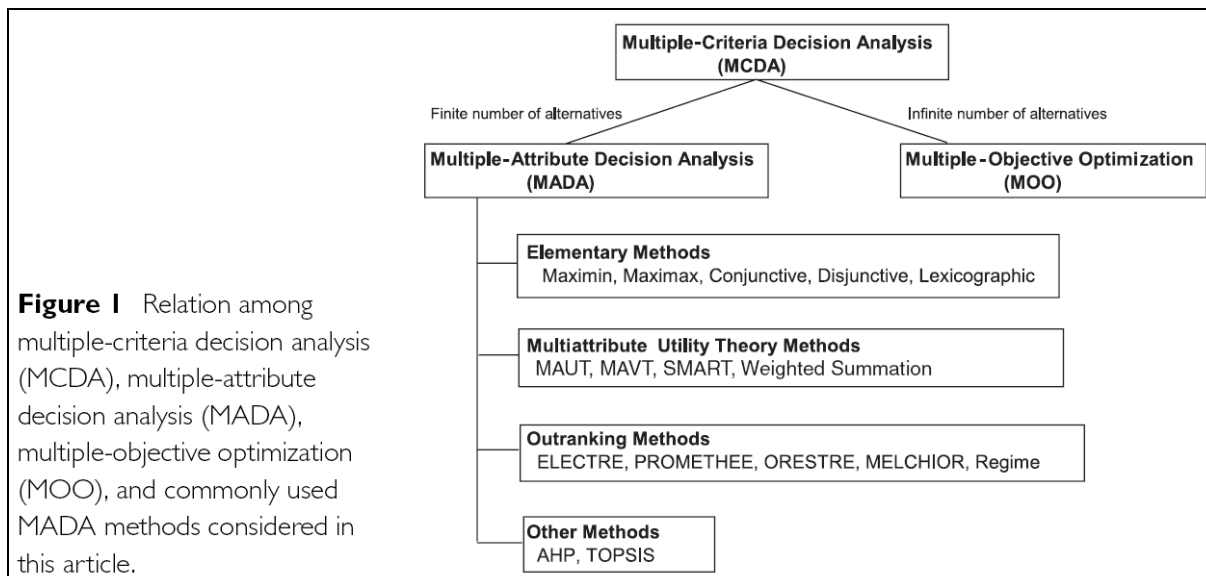 Multiple-Criteria Decision Analysis
(MCDA)
Finite number of alternatives
Infinite number of alternatives
Multiple-Attribute Decision Analysis
(MADA)
Multiple-Objective Optimization
(MOO)
Elementary Methods
Maximin, Maximax, Conjunctive, Disjunctive, Lexicographic
Multiattribute Utility Theory Methods
MAUT, MAVT, SMART, Weighted Summation
Outranking Methods
ELECTRE, PROMETHEE, ORESTRE, MELCHIOR, Regime
Other Methods
AHP, TOPSIS
Figure 1 Relation among
multiple-criteria decision analysis
(MCDA), multiple-attribute
decision analysis (MADA),
multiple-objective optimization
(MOO), and commonly used
MADA methods considered in
this article.